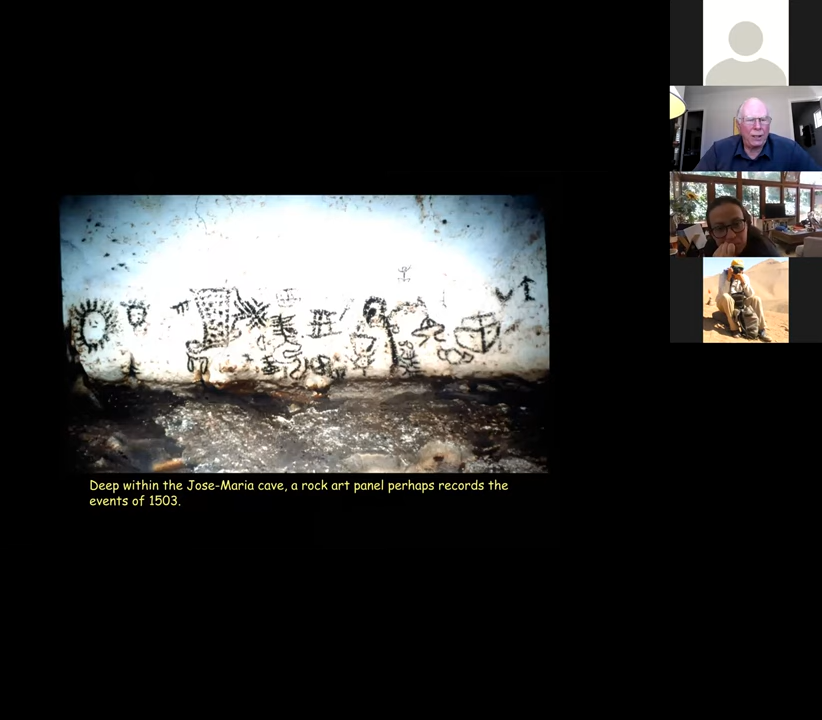 Deep within the Jose-Maria cave, a rock art panel perhaps records the
events of 1503.